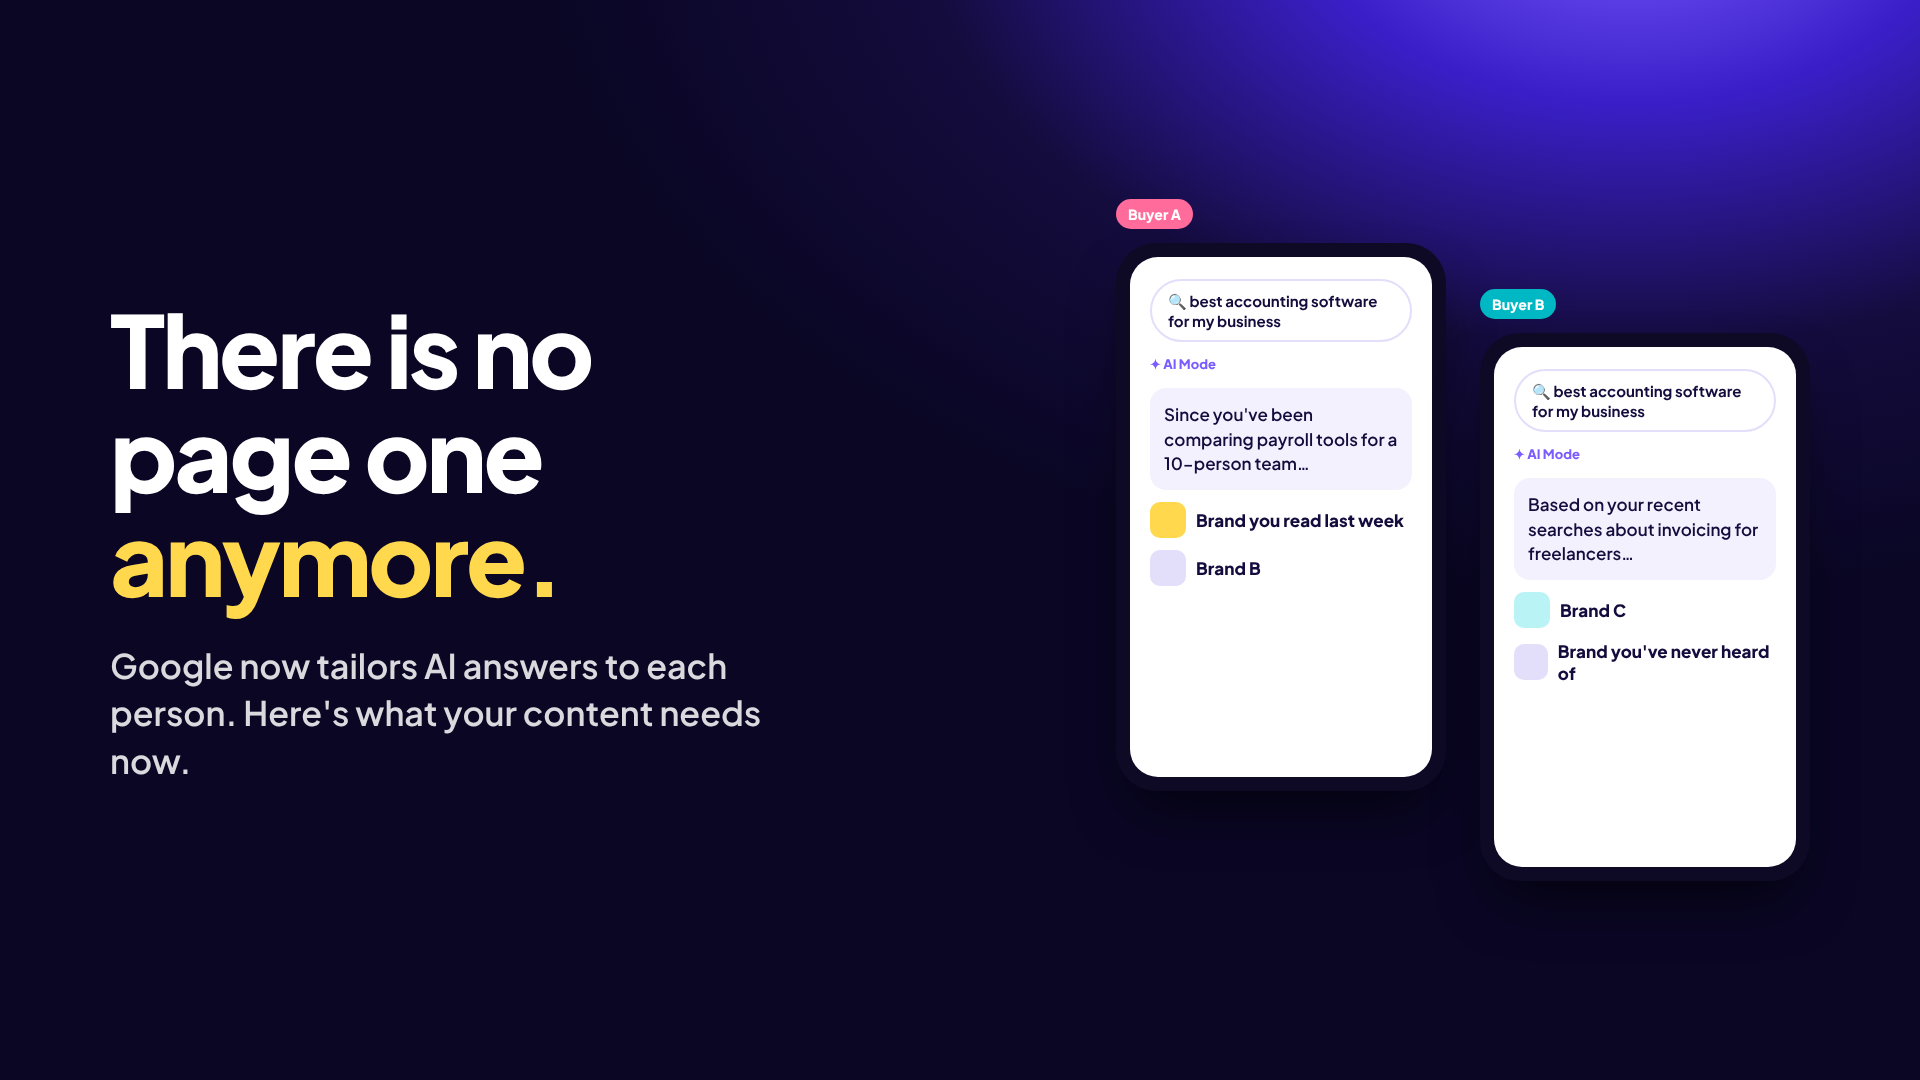 There is no
page one
anymore.
Google now tailors AI answers to each
person. Here's what your content needs
now.
Buyer A
🔍 best accounting software
for my business
✦ AI Mode
Since you've been
comparing payroll tools for a
10-person team…
Brand you read last week
Brand B
Buyer B
🔍 best accounting software
for my business
✦ AI Mode
Based on your recent
searches about invoicing for
freelancers…
Brand C
Brand you've never heard
of